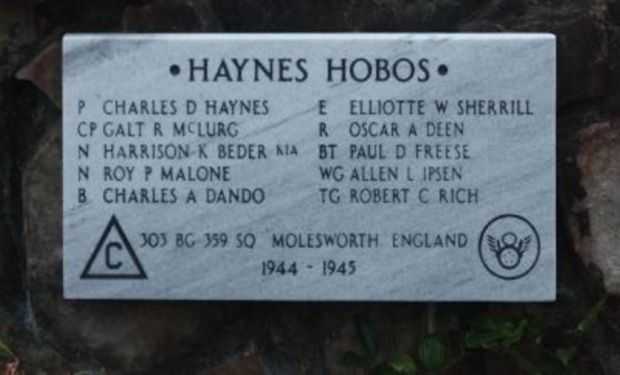 •HAYNES HOBOS•
P CHARLES D HAYNES
CP GALT R McLURG
N HARRISON K BEDER KIA
N ROY P MALONE
B CHARLES A DANDO
E ELLIOTTE W SHERRILL
R OSCAR A DEEN
BT PAUL D FREESE
WG ALLEN L IPSEN
TG ROBERT C RICH
C 303 BG 359 SQ MOLESWORTH ENGLAND
1944 - 1945